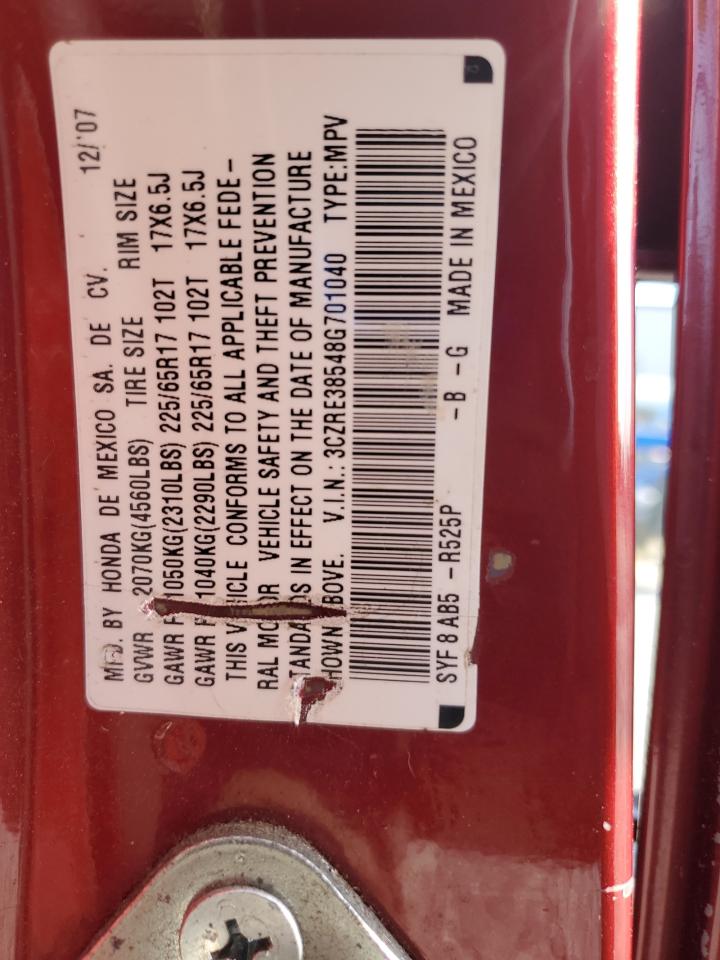 MFD. BY HONDA DE MEXICO SA. DE CV. 12/'07
GVWR 2070KG(4560LBS) TIRE SIZE RIM SIZE
GAWR F 1050KG(2310LBS) 225/65R17 102T 17X6.5J
GAWR 1040KG(2290LBS) 225/65R17 102T 17X6.5J
THIS VEHICLE CONFORMS TO ALL APPLICABLE FEDE-
RAL MOTOR VEHICLE SAFETY AND THEFT PREVENTION
STANDARDS IN EFFECT ON THE DATE OF MANUFACTURE
SHOWN ABOVE. V.I.N.: 3CZRE38548G701040 TYPE:MPV
SYF 8 AB5 -R525P -B -G MADE IN MEXICO